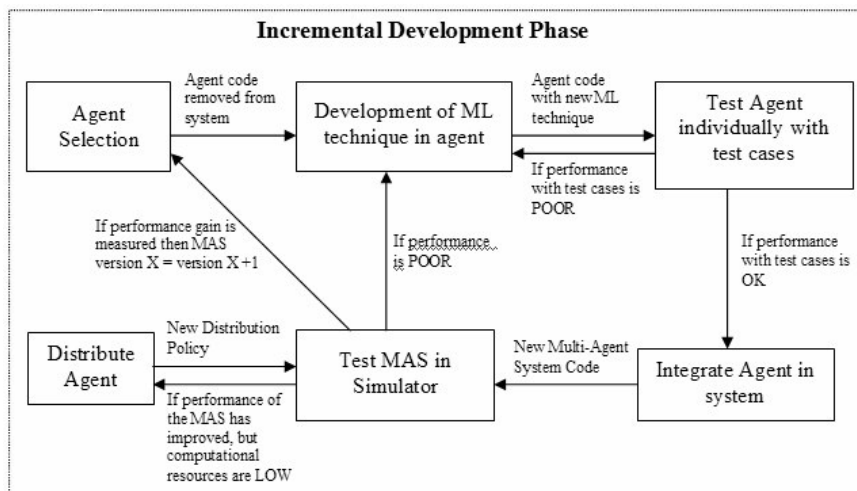 Incremental Development Phase
Agent
Selection
Agent code
removed from
system
Development of ML
technique in agent
Agent code
with new ML
technique
Test Agent
individually with
test cases
If performance
with test cases is
POOR
If performance gain is
measured then MAS
version X = version X +1
If performance
is POOR
If performance
with test cases is
OK
Distribute
Agent
New Distribution
Policy
Test MAS in
Simulator
New Multi-Agent
System Code
Integrate Agent in
system
If performance of
the MAS has
improved, but
computational
resources are LOW